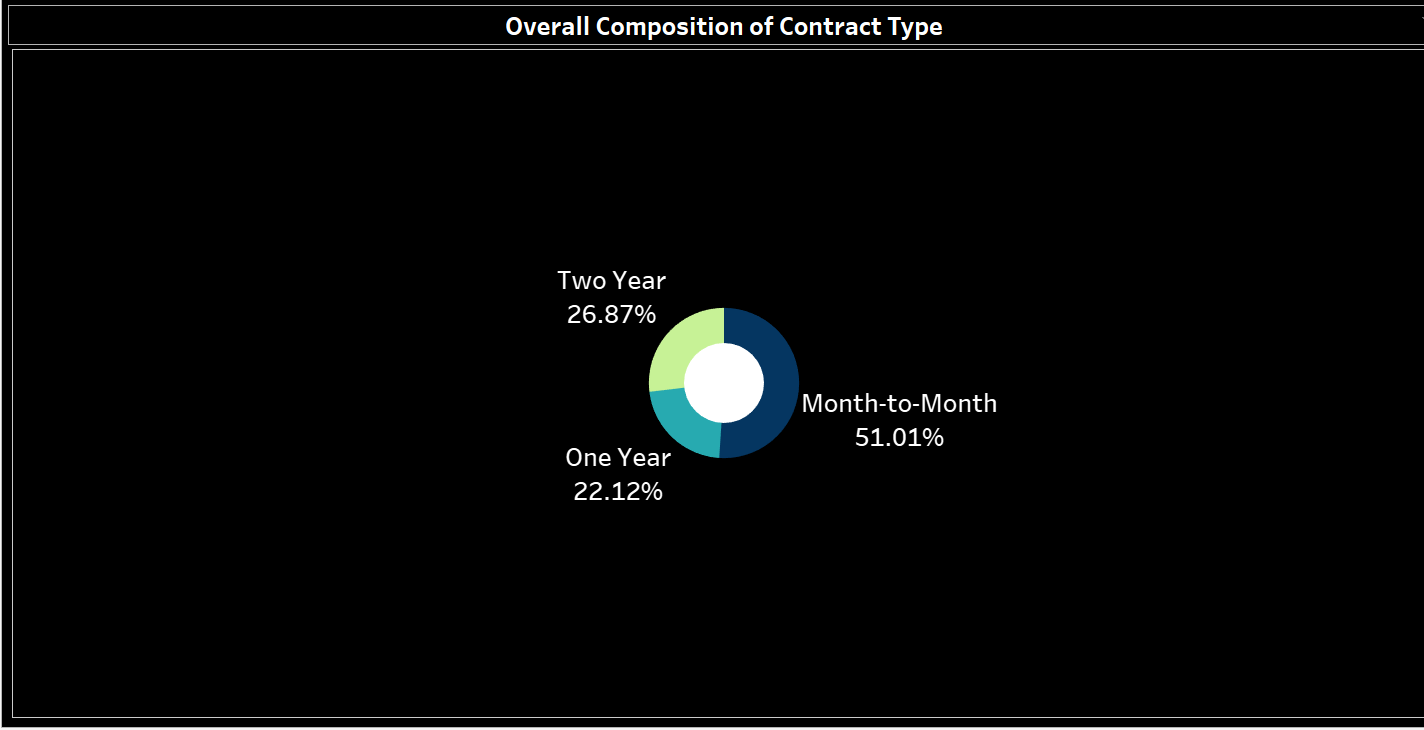 Overall Composition of Contract Type
Two Year
26.87%
Month-to-Month
51.01%
One Year
22.12%